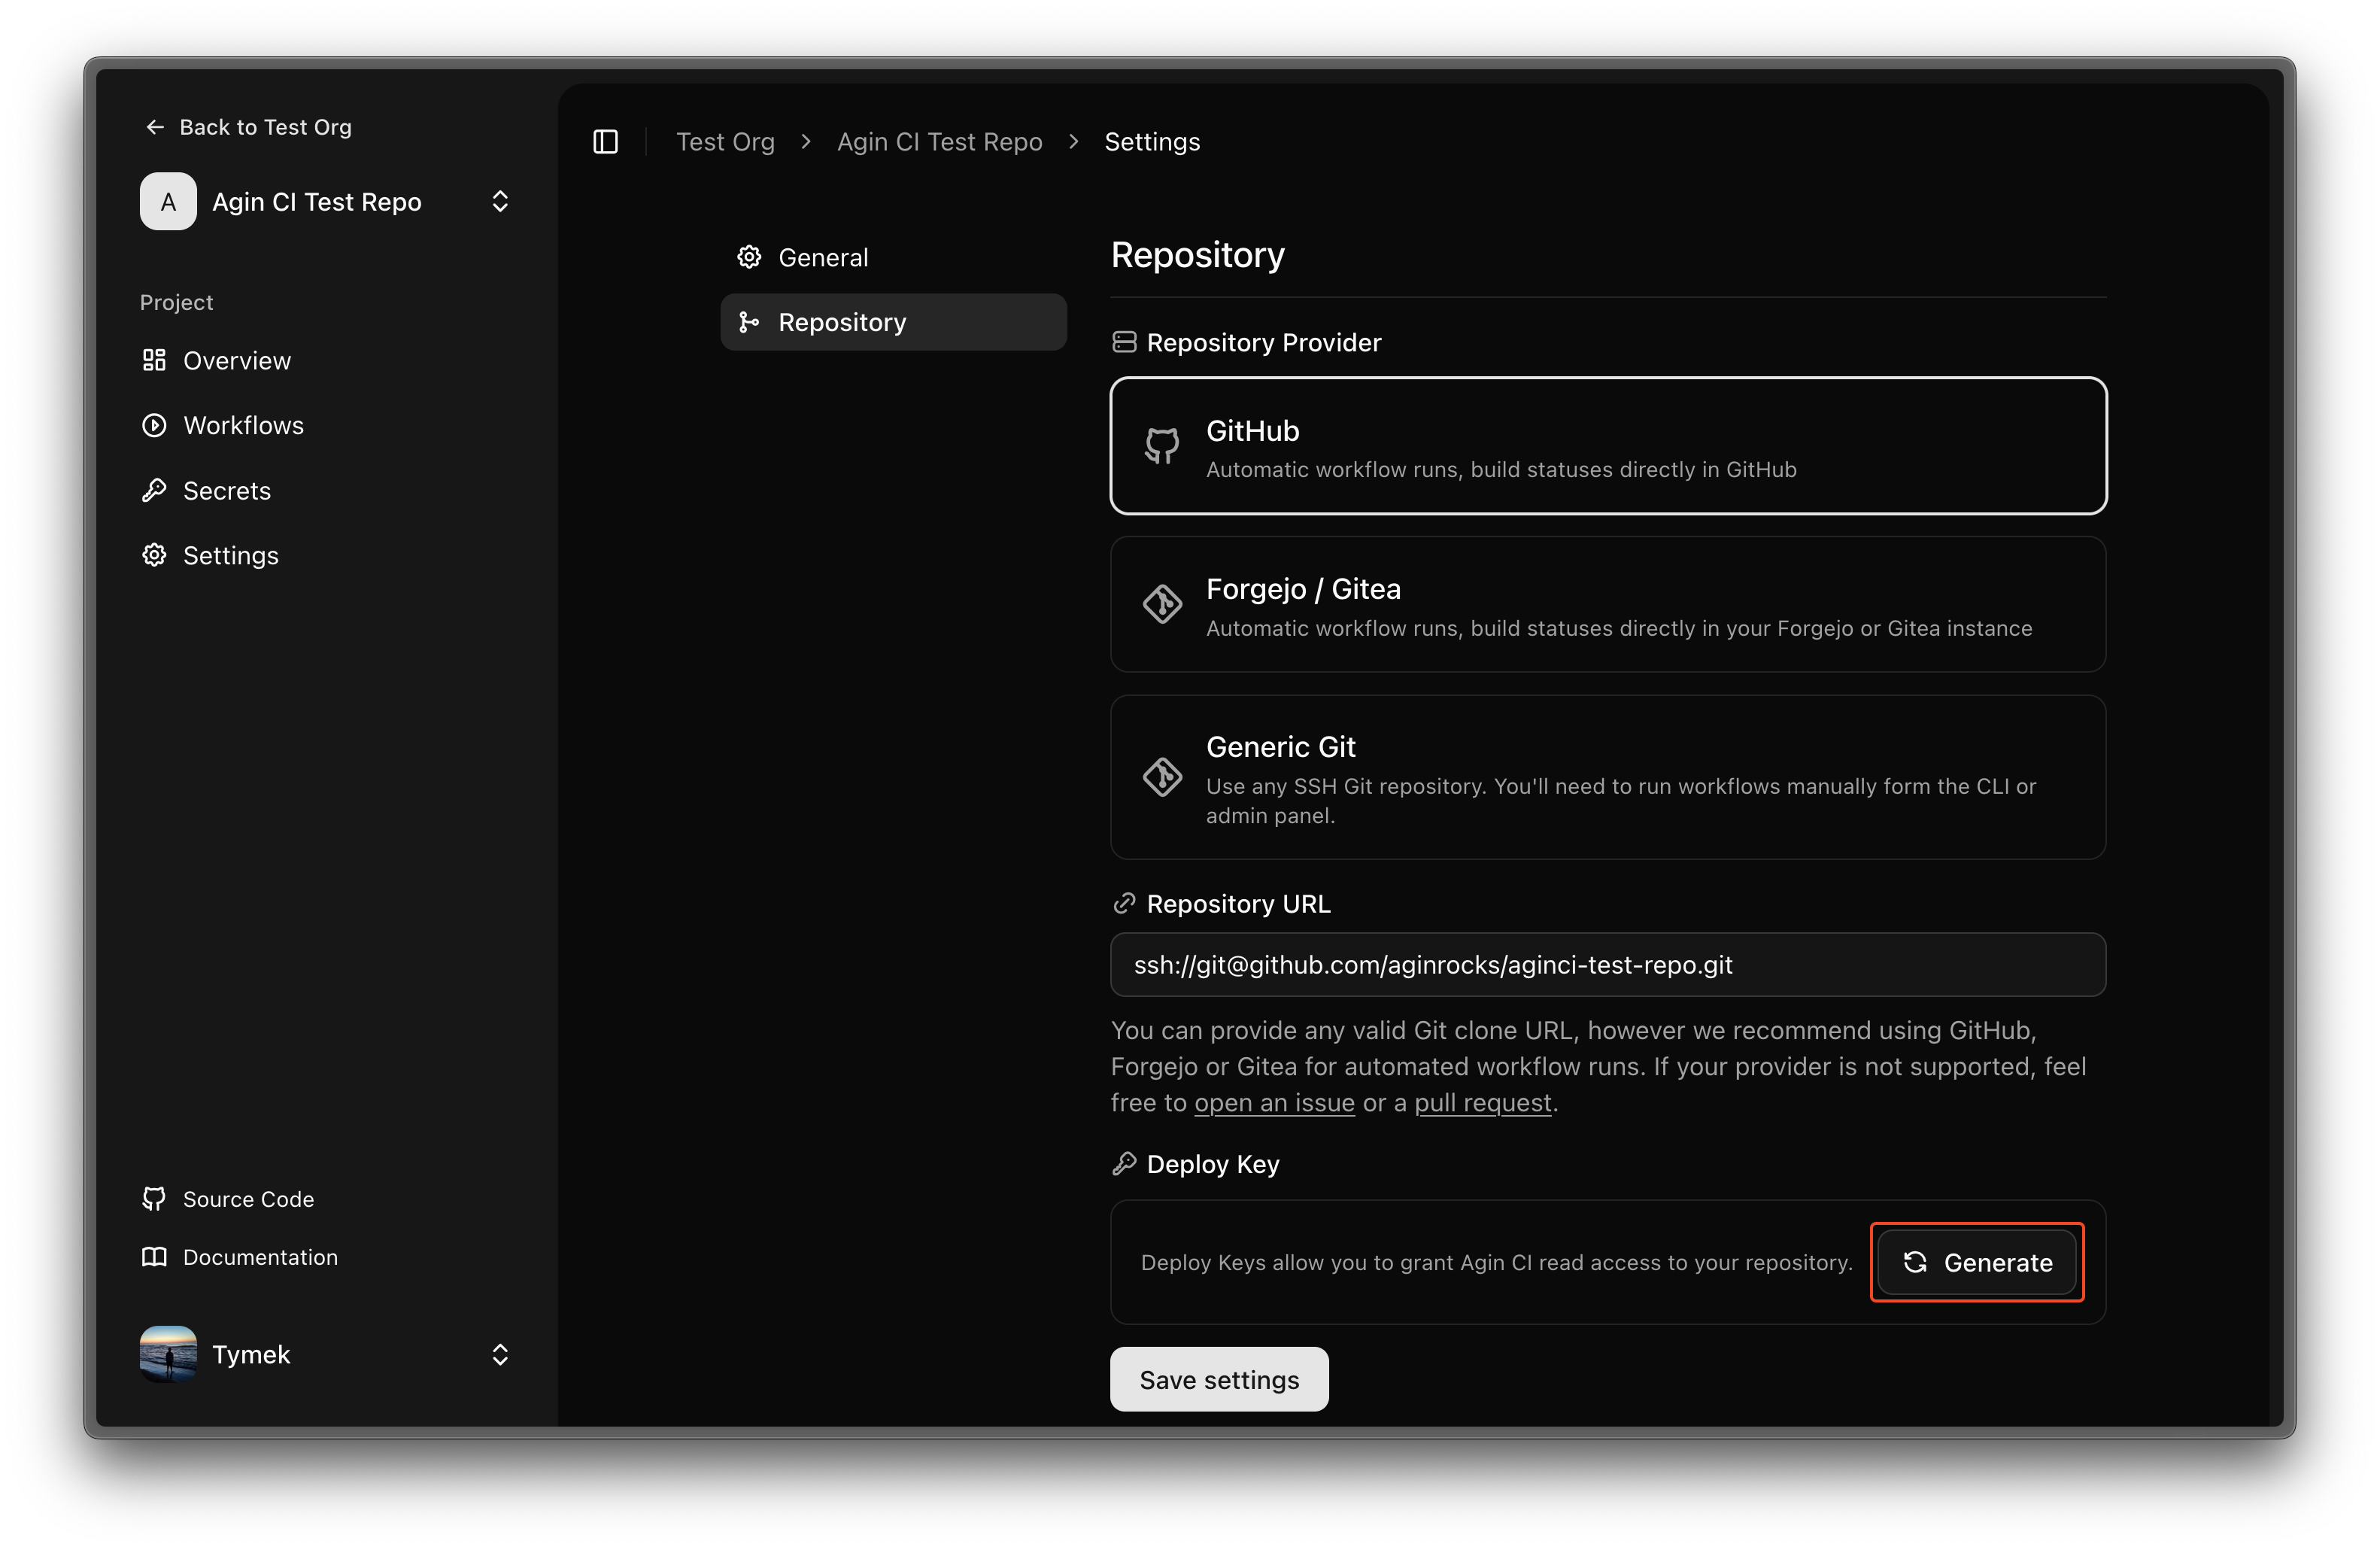 Back to Test Org
A
Agin CI Test Repo
Project
Overview
Workflows
Secrets
Settings
Source Code
Documentation
Tymek
Test Org > Agin CI Test Repo > Settings
General
Repository
Repository
Repository Provider
GitHub
Automatic workflow runs, build statuses directly in GitHub
Forgejo / Gitea
Automatic workflow runs, build statuses directly in your Forgejo or Gitea instance
Generic Git
Use any SSH Git repository. You'll need to run workflows manually form the CLI or
admin panel.
Repository URL
ssh://git@github.com/aginrocks/aginci-test-repo.git
You can provide any valid Git clone URL, however we recommend using GitHub,
Forgejo or Gitea for automated workflow runs. If your provider is not supported, feel
free to open an issue or a pull request.
Deploy Key
Deploy Keys allow you to grant Agin CI read access to your repository.
Generate
Save settings